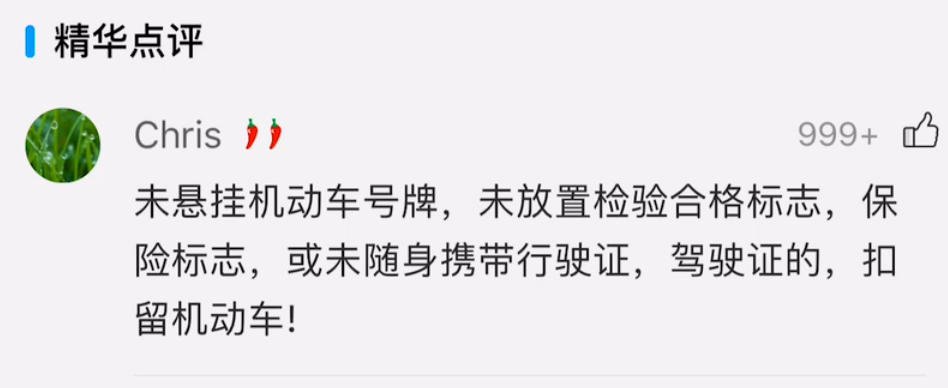 精华点评
Chris 🌶🌶 999+
未悬挂机动车号牌，未放置检验合格标志，保
险标志，或未随身携带行驶证，驾驶证的，扣
留机动车!